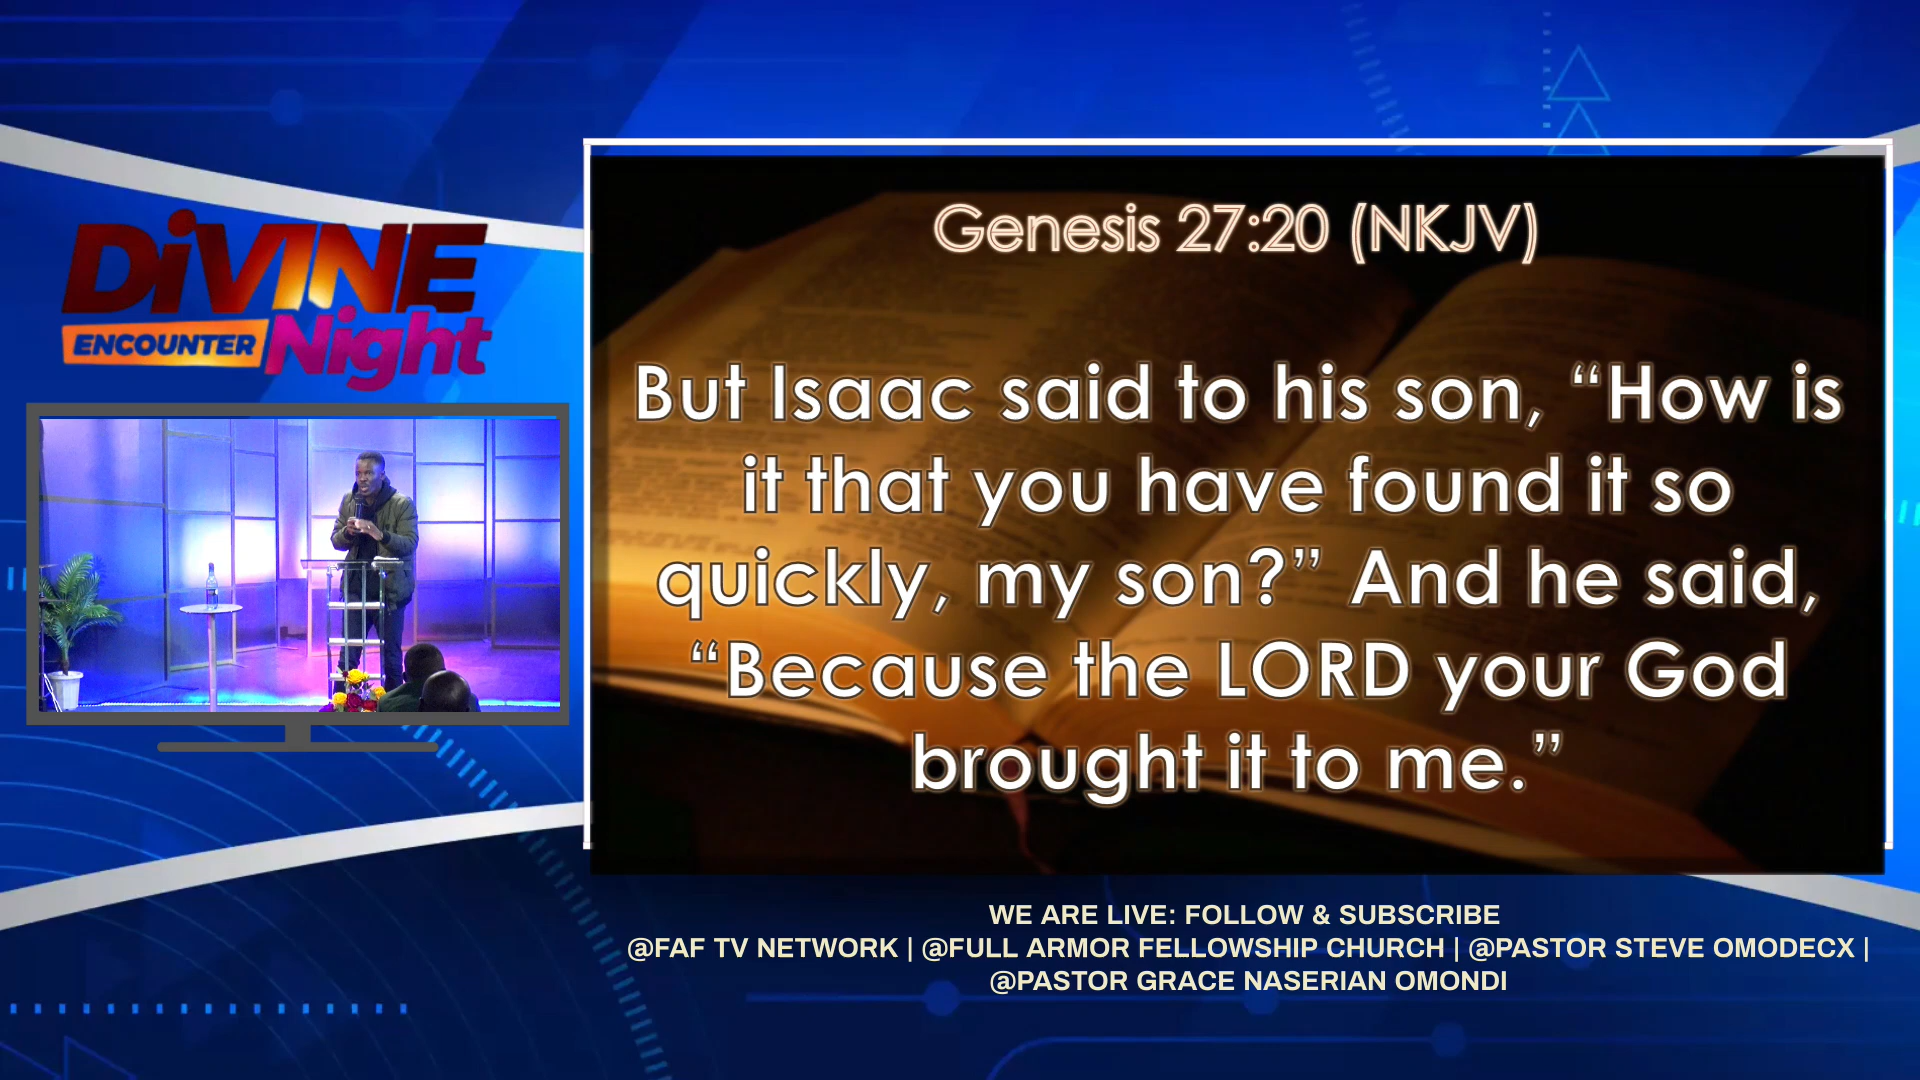 DiVINE
ENCOUNTER Night
Genesis 27:20 (NKJV)
But Isaac said to his son, “How is
it that you have found it so
quickly, my son?” And he said,
“Because the LORD your God
brought it to me.”
WE ARE LIVE: FOLLOW & SUBSCRIBE
@FAF TV NETWORK | @FULL ARMOR FELLOWSHIP CHURCH | @PASTOR STEVE OMODECX |
@PASTOR GRACE NASERIAN OMONDI